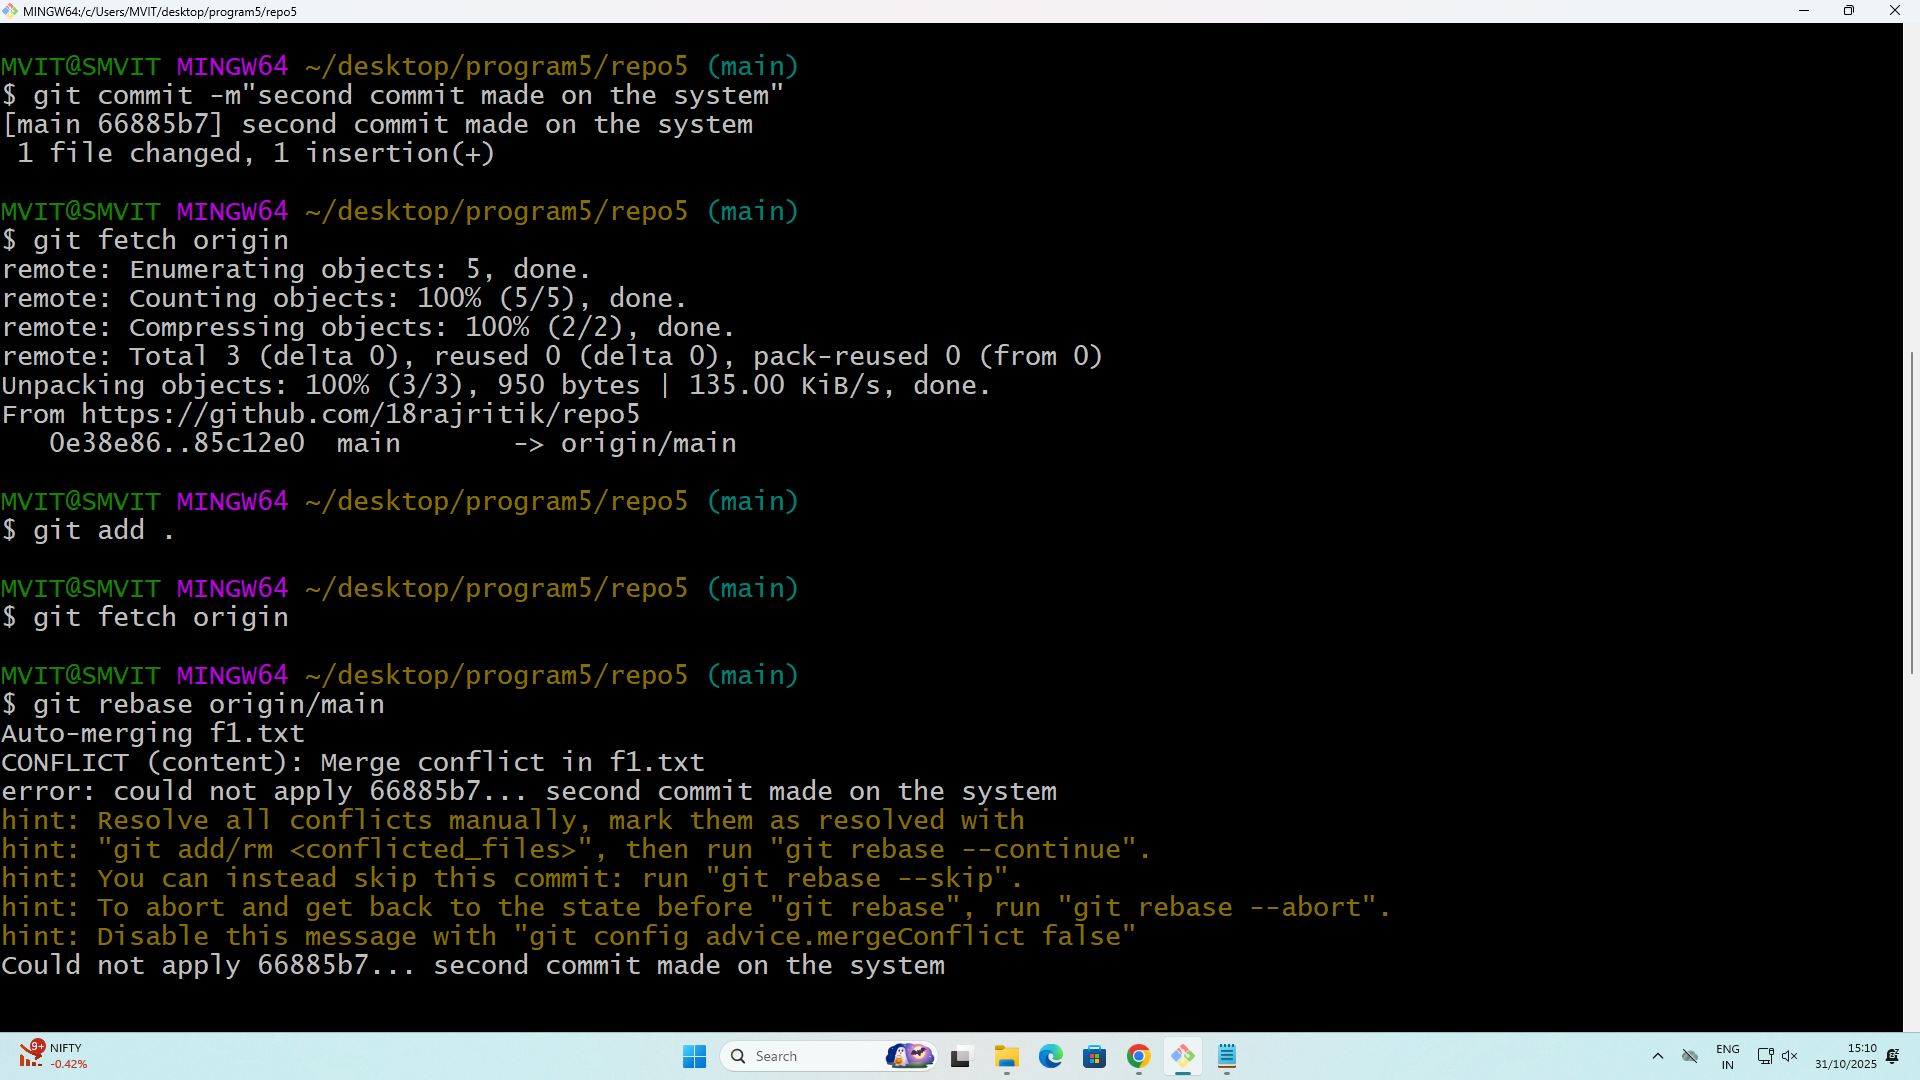 MINGW64:/c/Users/MVIT/desktop/program5/repo5
MVIT@SMVIT MINGW64 ~/desktop/program5/repo5 (main)
$ git commit -m"second commit made on the system"
[main 66885b7] second commit made on the system
 1 file changed, 1 insertion(+)
MVIT@SMVIT MINGW64 ~/desktop/program5/repo5 (main)
$ git fetch origin
remote: Enumerating objects: 5, done.
remote: Counting objects: 100% (5/5), done.
remote: Compressing objects: 100% (2/2), done.
remote: Total 3 (delta 0), reused 0 (delta 0), pack-reused 0 (from 0)
Unpacking objects: 100% (3/3), 950 bytes | 135.00 KiB/s, done.
From https://github.com/18rajritik/repo5
   0e38e86..85c12e0  main       -> origin/main
MVIT@SMVIT MINGW64 ~/desktop/program5/repo5 (main)
$ git add .
MVIT@SMVIT MINGW64 ~/desktop/program5/repo5 (main)
$ git fetch origin
MVIT@SMVIT MINGW64 ~/desktop/program5/repo5 (main)
$ git rebase origin/main
Auto-merging f1.txt
CONFLICT (content): Merge conflict in f1.txt
error: could not apply 66885b7... second commit made on the system
hint: Resolve all conflicts manually, mark them as resolved with
hint: "git add/rm <conflicted_files>", then run "git rebase --continue".
hint: You can instead skip this commit: run "git rebase --skip".
hint: To abort and get back to the state before "git rebase", run "git rebase --abort".
hint: Disable this message with "git config advice.mergeConflict false"
Could not apply 66885b7... second commit made on the system
9+
NIFTY
-0.42%
Search
ENG
IN
15:10
31/10/2025